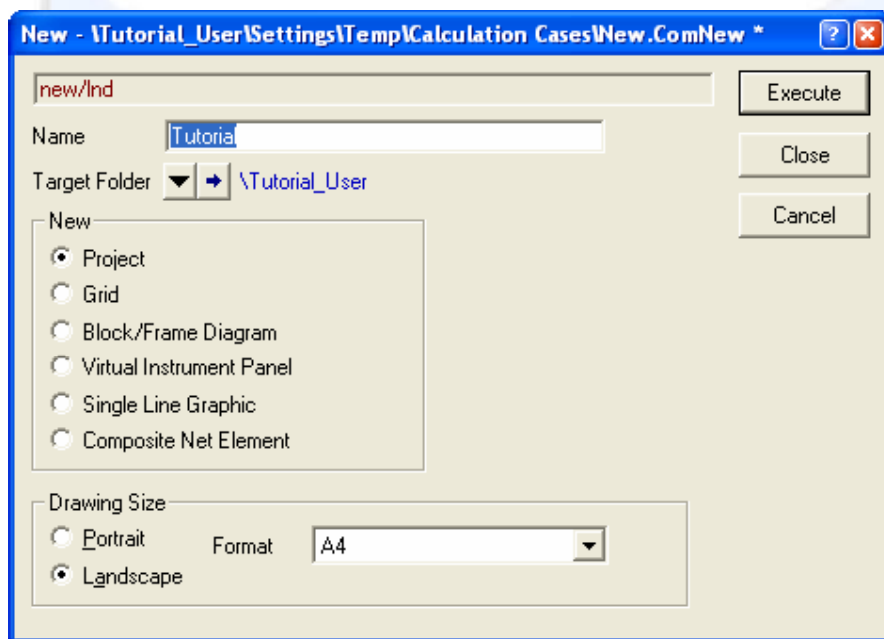 New - \Tutorial_User\Settings\Temp\Calculation Cases\New.ComNew *
new/lnd
Execute
Name Tutorial
Close
Target Folder \Tutorial_User
Cancel
New
Project
Grid
Block/Frame Diagram
Virtual Instrument Panel
Single Line Graphic
Composite Net Element
Drawing Size
Portrait Format A4
Landscape